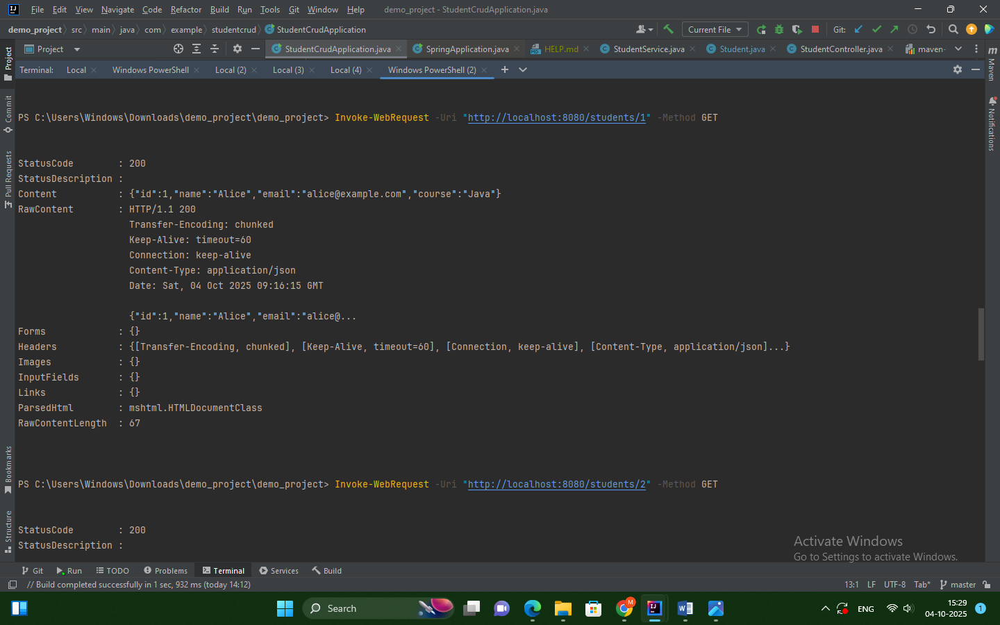 File Edit View Navigate Code Refactor Build Run Tools Git Window Help demo_project - StudentCrudApplication.java
demo_project src main java com example studentcrud StudentCrudApplication Current File Git:
Project StudentCrudApplication.java SpringApplication.java HELP.md StudentService.java Student.java StudentController.java maven-
Terminal: Local Windows PowerShell Local (2) Local (3) Local (4) Windows PowerShell (2)
Project
Commit
Pull Requests
Bookmarks
Structure
Maven
Notifications
PS C:\Users\Windows\Downloads\demo_project\demo_project> Invoke-WebRequest -Uri "http://localhost:8080/students/1" -Method GET
StatusCode : 200
StatusDescription :
Content : {"id":1,"name":"Alice","email":"alice@example.com","course":"Java"}
RawContent : HTTP/1.1 200
Transfer-Encoding: chunked
Keep-Alive: timeout=60
Connection: keep-alive
Content-Type: application/json
Date: Sat, 04 Oct 2025 09:16:15 GMT
{"id":1,"name":"Alice","email":"alice@...
Forms : {}
Headers : {[Transfer-Encoding, chunked], [Keep-Alive, timeout=60], [Connection, keep-alive], [Content-Type, application/json]...}
Images : {}
InputFields : {}
Links : {}
ParsedHtml : mshtml.HTMLDocumentClass
RawContentLength : 67
PS C:\Users\Windows\Downloads\demo_project\demo_project> Invoke-WebRequest -Uri "http://localhost:8080/students/2" -Method GET
StatusCode : 200
StatusDescription :
Activate Windows
Go to Settings to activate Windows.
Git Run TODO Problems Terminal Services Build
// Build completed successfully in 1 sec, 932 ms (today 14:12) 13:1 LF UTF-8 Tab* master
Search ENG 15:29
04-10-2025 1